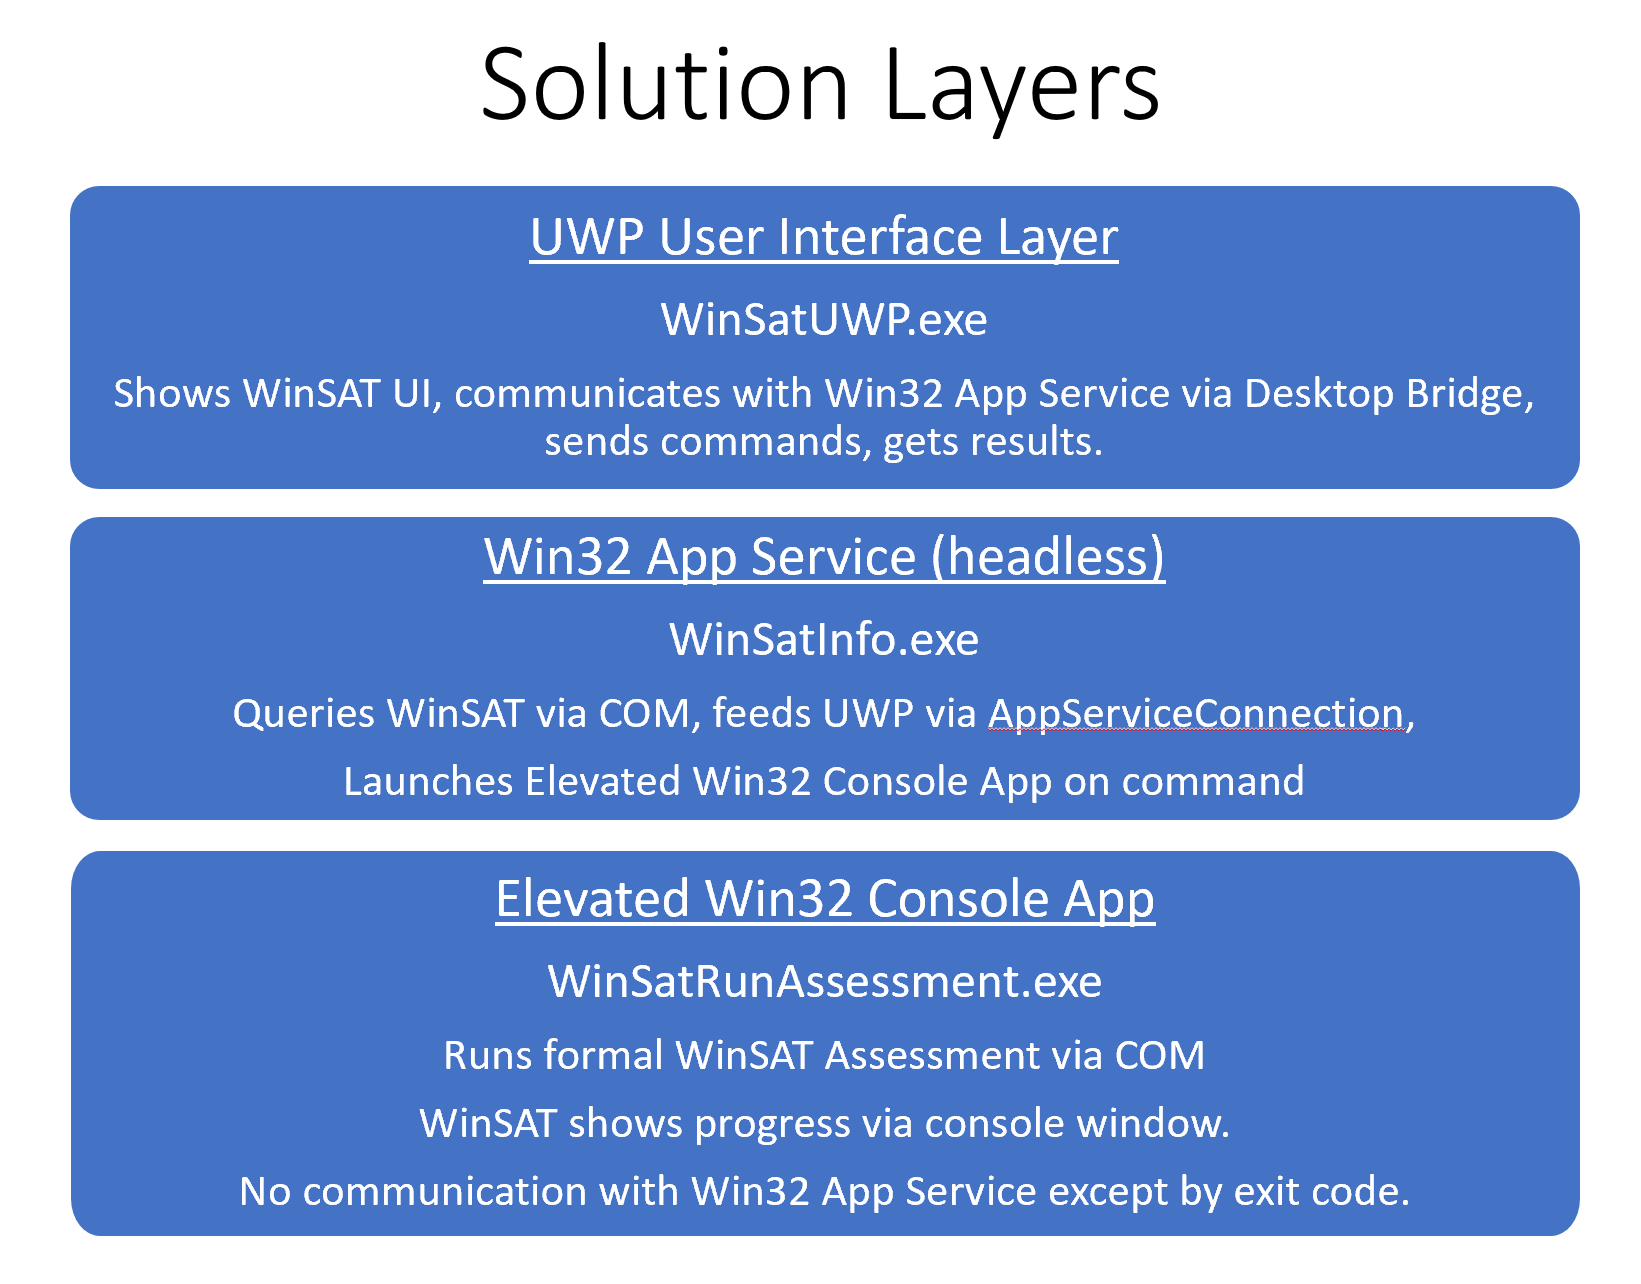 Solution Layers
UWP User Interface Layer
WinSatUWP.exe
Shows WinSAT UI, communicates with Win32 App Service via Desktop Bridge,
sends commands, gets results.
Win32 App Service (headless)
WinSatInfo.exe
Queries WinSAT via COM, feeds UWP via AppServiceConnection,
Launches Elevated Win32 Console App on command
Elevated Win32 Console App
WinSatRunAssessment.exe
Runs formal WinSAT Assessment via COM
WinSAT shows progress via console window.
No communication with Win32 App Service except by exit code.